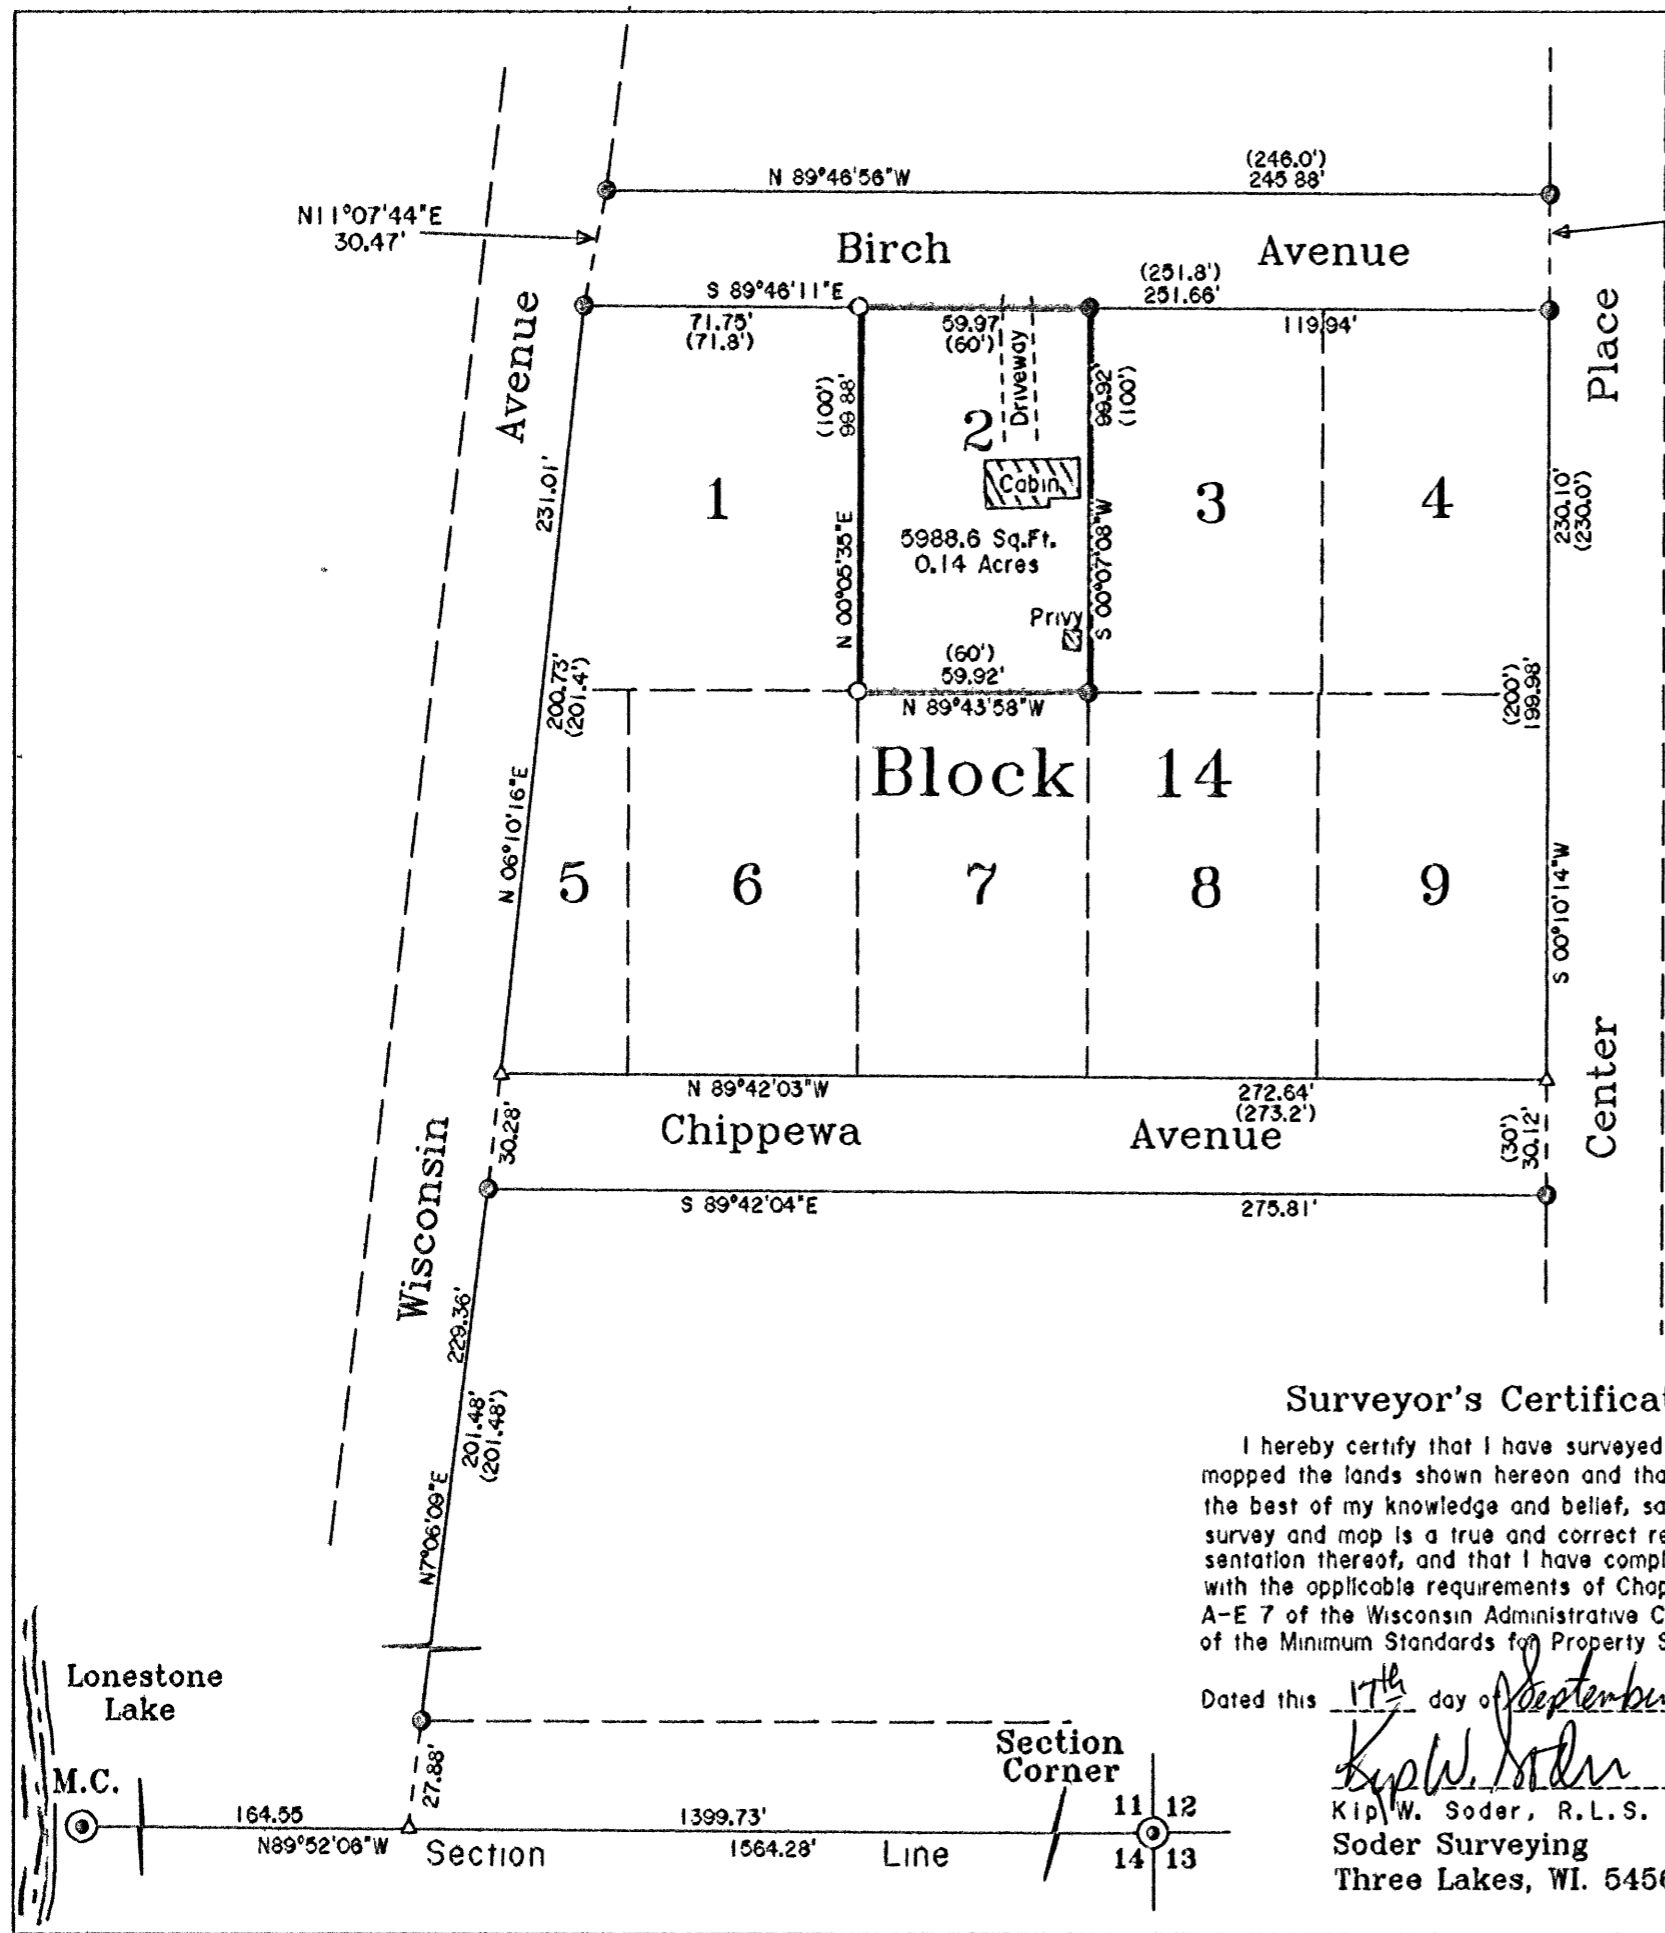 N 89°46'56"W
(246.0')
245 88'
N11°07'44"E
30.47'
Birch Avenue
S 89°46'11"E
(251.8')
251.66'
71.75'
(71.8')
59.97
(60')
119.94'
Driveway
(100')
99 88'
99.92'
(100')
Avenue
Place
231.01'
1
2
3
4
Cabin
230.10'
(230.0')
5988.6 Sq.Ft.
0.14 Acres
N 00°05'35"E
S 00°07'08"W
Privy
(60')
59.92'
N 89°43'58"W
200.73'
(201.4')
(200')
199.98'
Block 14
N 06°10'16"E
5
6
7
8
9
S 00°10'14"W
N 89°42'03"W
272.64'
(273.2')
30.28'
Chippewa Avenue
(30')
30.12'
Center
S 89°42'04"E
275.81'
Wisconsin
229.36'
201.48'
(201.48')
N7°06'09"E
Surveyor's Certifica
I hereby certify that I have surveyed
mapped the lands shown hereon and tha
the best of my knowledge and belief, sa
survey and map is a true and correct re
sentation thereof, and that I have compl
with the applicable requirements of Chap
A-E 7 of the Wisconsin Administrative C
of the Minimum Standards for Property S
Dated this 17th day of September
Kip W. Soder
Kip W. Soder, R.L.S.
Soder Surveying
Three Lakes, WI. 5456
Lonestone
Lake
M.C.
27.88'
Section
Corner
164.55
N89°52'06"W
Section Line
1399.73'
1564.28'
11 12
14 13